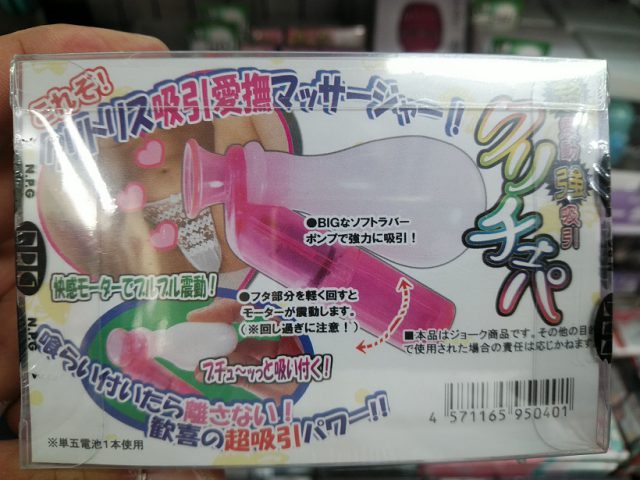 これぞ!
クリトリス吸引愛撫マッサージャー!!
強
吸引
クリチュパ
●BIGなソフトラバー
ポンプで強力に吸引!
快感モーターでブルブル震動!
●フタ部分を軽く回すと
モーターが震動します。
(※回し過ぎに注意!)
■本品はジョーク商品です。その他の目的
で使用された場合の責任は応じかねます
プチュ〜ッと吸い付く!
喰らい付いたら離さない!
歓喜の超吸引パワー!!
※単五電池1本使用
4 571165 950401
N.P.G
N.P.G